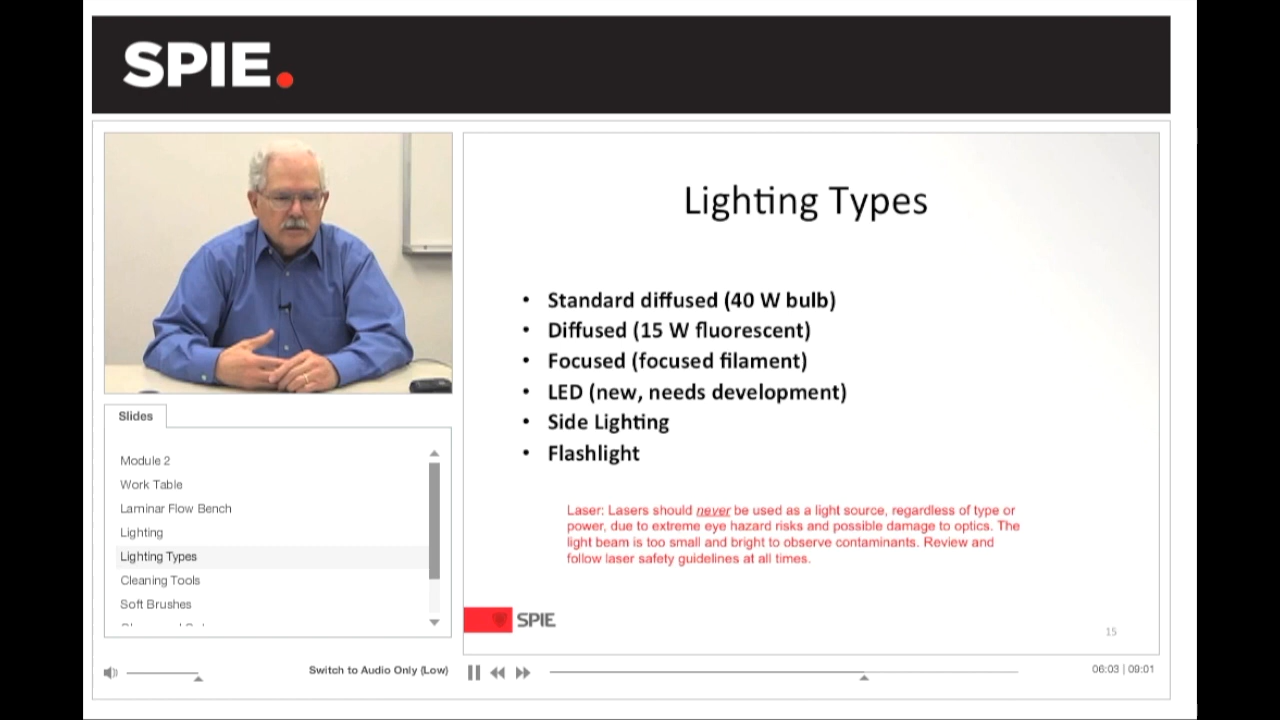 SPIE.
Lighting Types
• Standard diffused (40 W bulb)
• Diffused (15 W fluorescent)
• Focused (focused filament)
• LED (new, needs development)
• Side Lighting
• Flashlight
Laser: Lasers should never be used as a light source, regardless of type or
power, due to extreme eye hazard risks and possible damage to optics. The
light beam is too small and bright to observe contaminants. Review and
follow laser safety guidelines at all times.
SPIE
15
Slides
Module 2
Work Table
Laminar Flow Bench
Lighting
Lighting Types
Cleaning Tools
Soft Brushes
Switch to Audio Only (Low)
06:03 | 09:01